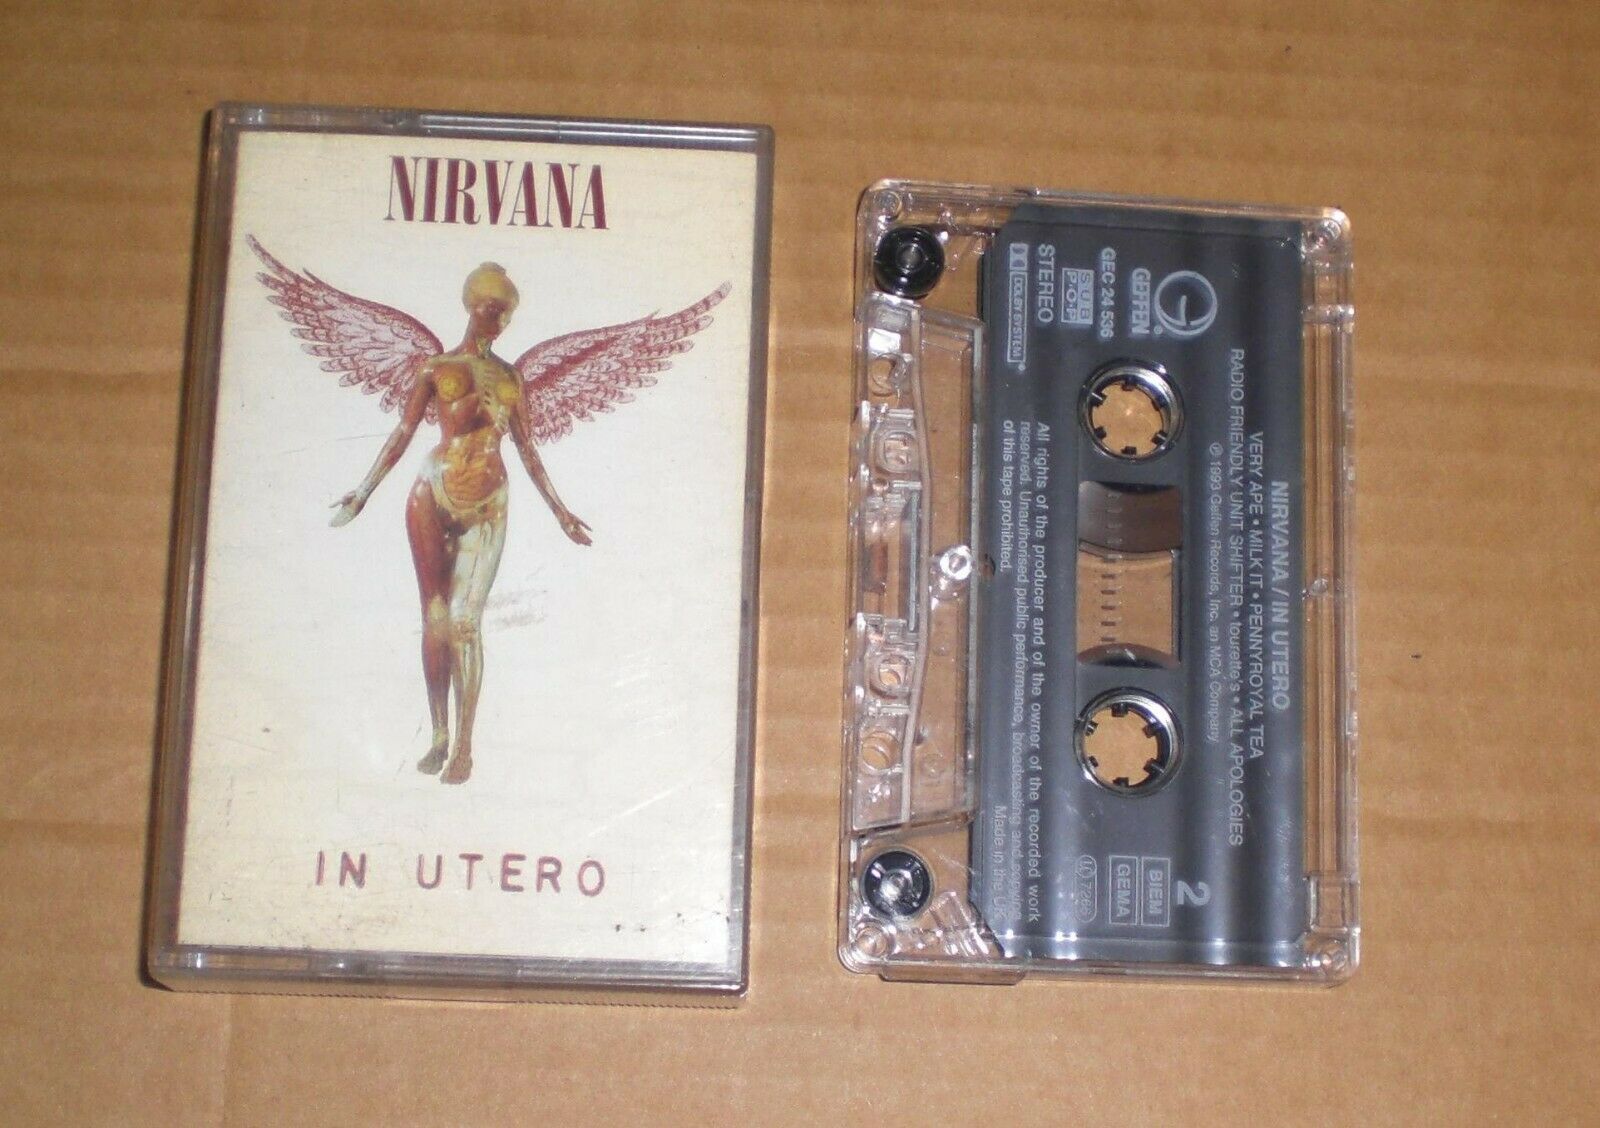 NIRVANA
IN UTERO
NIRVANA / IN UTERO
VERY APE • MILK IT • PENNYROYAL TEA
RADIO FRIENDLY UNIT SHIFTER • tourette's • ALL APOLOGIES
℗ 1993 Geffen Records, Inc. an MCA Company
GEFFEN®
GEC 24 536
SUB
POP
STEREO
DOLBY SYSTEM®
2
BIEM
GEMA
All rights of the producer and of the owner of the recorded work
reserved. Unauthorised public performance, broadcasting and copying
of this tape prohibited.
Made in the UK